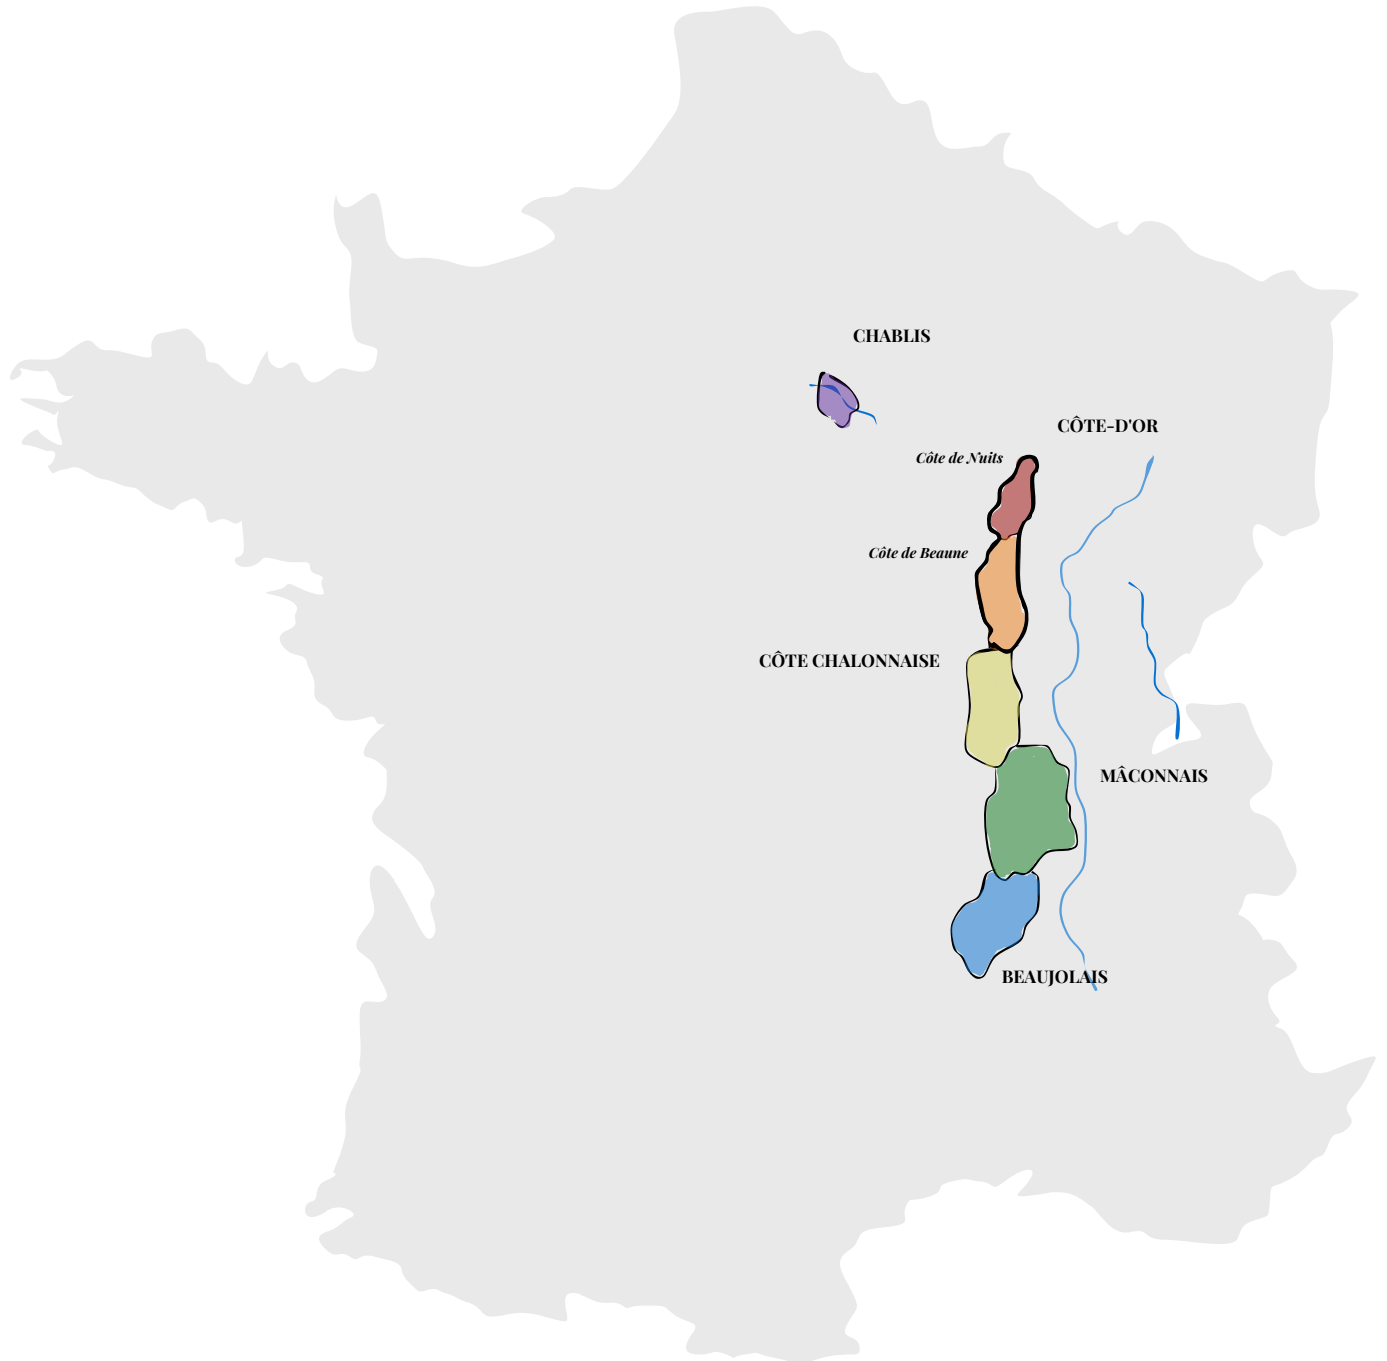 CHABLIS
CÔTE-D'OR
Côte de Nuits
Côte de Beaune
CÔTE CHALONNAISE
MÂCONNAIS
BEAUJOLAIS